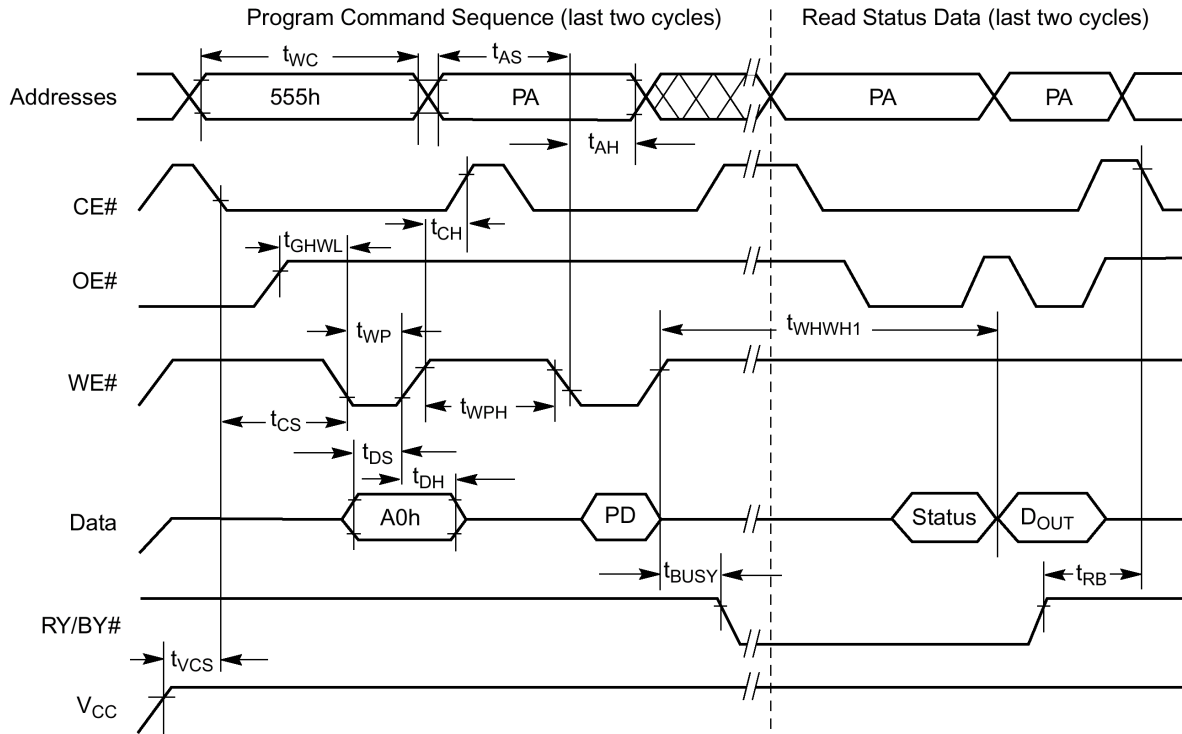 Program Command Sequence (last two cycles) Read Status Data (last two cycles)
tWC tAS
Addresses 555h PA PA PA
tAH
CE#
tCH
tGHWL
OE#
tWP tWHWH1
WE#
tCS tWPH
tDS
tDH
Data A0h PD Status DOUT
tBUSY tRB
RY/BY#
tVCS
VCC